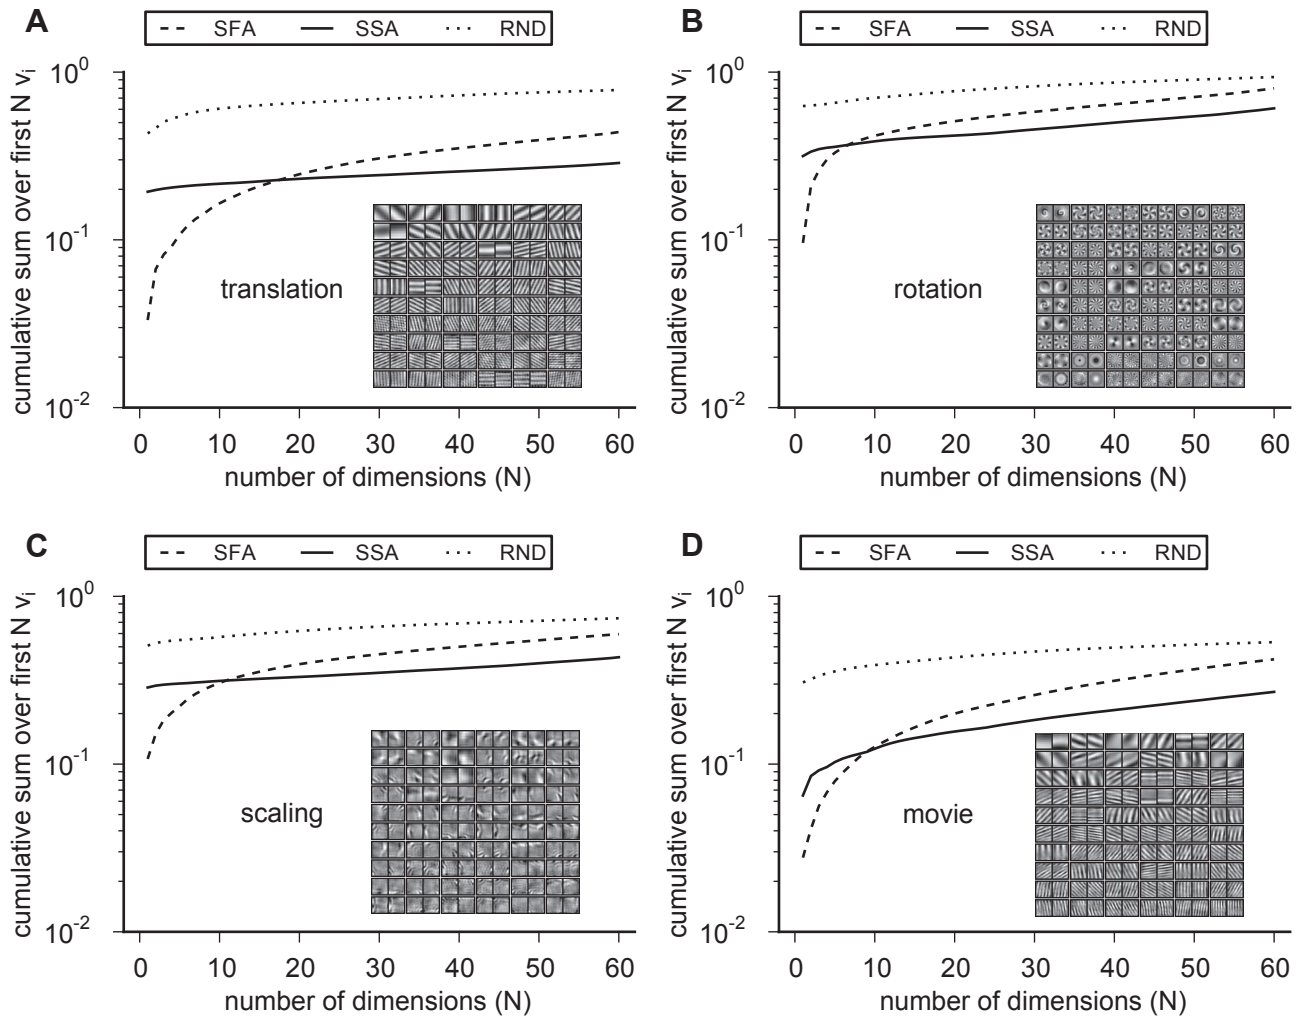 A
SFA SSA RND
cumulative sum over first N vi
10^0
10^-1
10^-2
translation
0 10 20 30 40 50 60
number of dimensions (N)
B
SFA SSA RND
cumulative sum over first N vi
10^0
10^-1
10^-2
rotation
0 10 20 30 40 50 60
number of dimensions (N)
C
SFA SSA RND
cumulative sum over first N vi
10^0
10^-1
10^-2
scaling
0 10 20 30 40 50 60
number of dimensions (N)
D
SFA SSA RND
cumulative sum over first N vi
10^0
10^-1
10^-2
movie
0 10 20 30 40 50 60
number of dimensions (N)